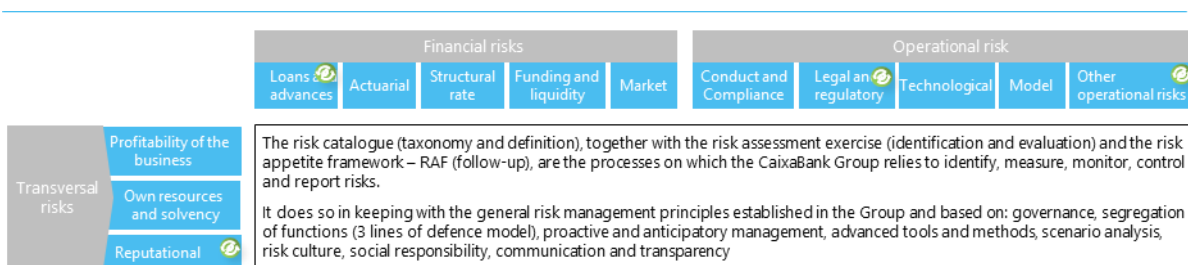 Financial risks
Operational risk
Loans
advances
Actuarial
Structural
rate
Funding and
liquidity
Market
Conduct and
Compliance
Legal an
regulatory
Technological
Model
Other
operational risks
Transversal
risks
Profitability of the
business
Own resources
and solvency
Reputational
The risk catalogue (taxonomy and definition), together with the risk assessment exercise (identification and evaluation) and the risk
appetite framework – RAF (follow-up), are the processes on which the CaixaBank Group relies to identify, measure, monitor, control
and report risks.
It does so in keeping with the general risk management principles established in the Group and based on: governance, segregation
of functions (3 lines of defence model), proactive and anticipatory management, advanced tools and methods, scenario analysis,
risk culture, social responsibility, communication and transparency